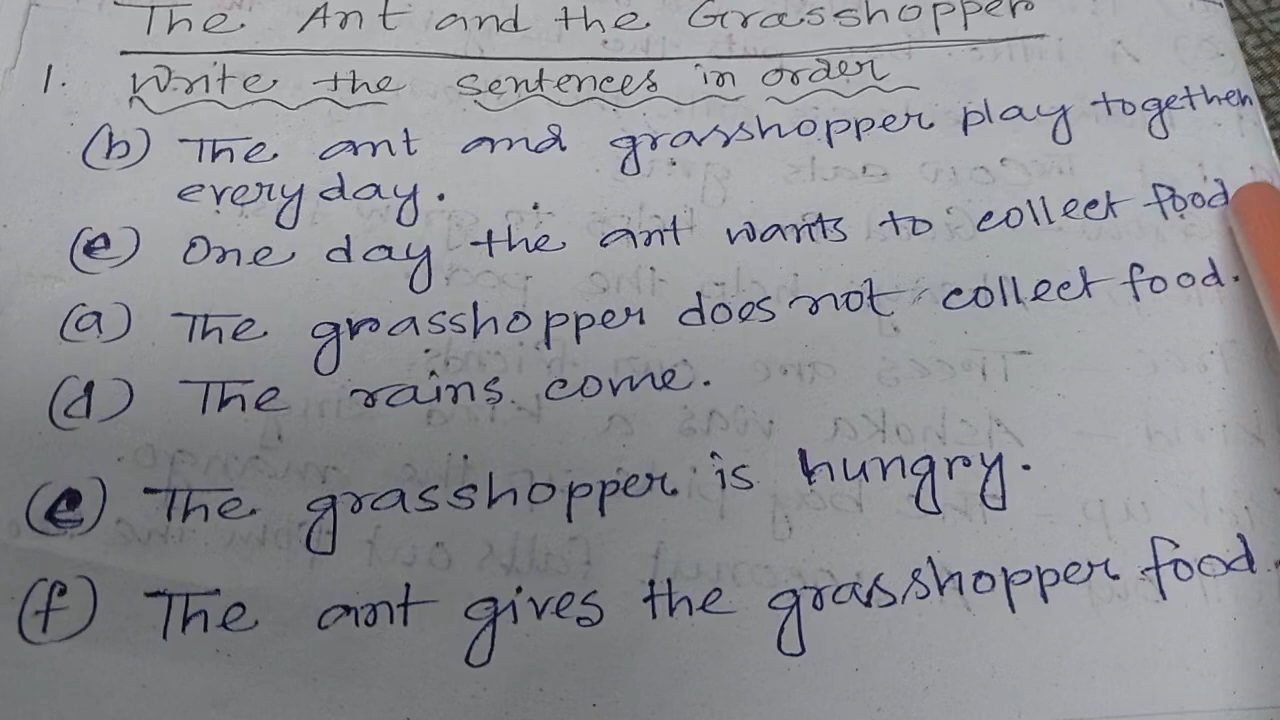 The Ant and the Grasshopper
1. Write the sentences in order
(b) The ant and grasshopper play together
every day.
(e) One day the ant wants to collect food
(a) The grasshopper does not collect food.
(d) The rains come.
(e) The grasshopper is hungry.
(f) The ant gives the grasshopper food.